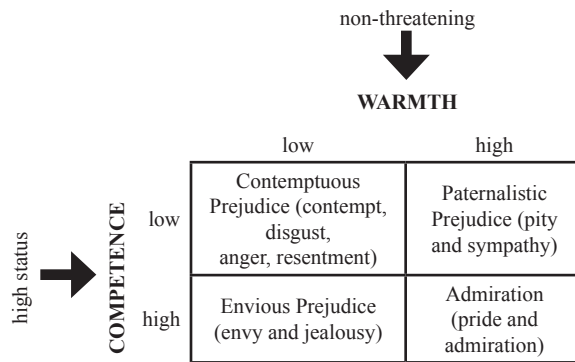 non-threatening
WARMTH
low
high
high status
COMPETENCE
low
Contemptuous
Prejudice (contempt,
disgust,
anger, resentment)
Paternalistic
Prejudice (pity
and sympathy)
high
Envious Prejudice
(envy and jealousy)
Admiration
(pride and
admiration)